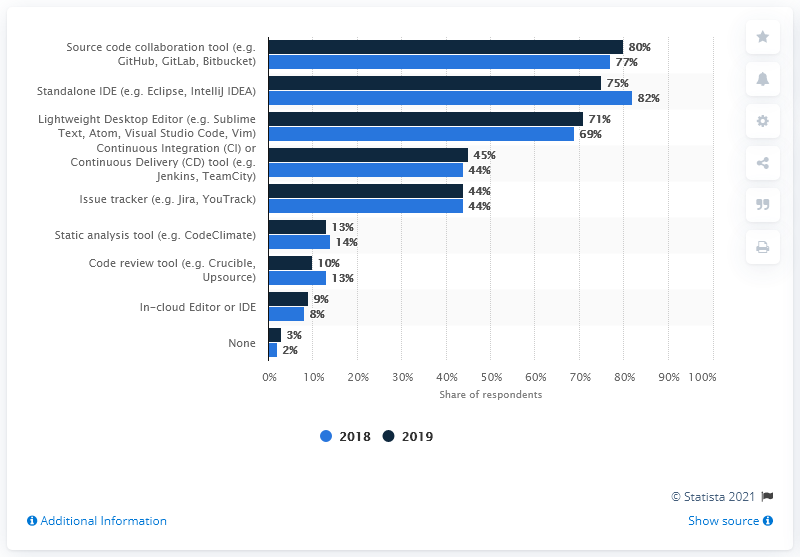 Source code collaboration tool (e.g.
GitHub, GitLab, Bitbucket)
80%
77%
Standalone IDE (e.g. Eclipse, IntelliJ IDEA)
75%
82%
Lightweight Desktop Editor (e.g. Sublime
Text, Atom, Visual Studio Code, Vim)
71%
69%
Continuous Integration (CI) or
Continuous Delivery (CD) tool (e.g.
Jenkins, TeamCity)
45%
44%
Issue tracker (e.g. Jira, YouTrack)
44%
44%
Static analysis tool (e.g. CodeClimate)
13%
14%
Code review tool (e.g. Crucible,
Upsource)
10%
13%
In-cloud Editor or IDE
9%
8%
None
3%
2%
0% 10% 20% 30% 40% 50% 60% 70% 80% 90% 100%
Share of respondents
2018 2019
© Statista 2021
Additional Information
Show source